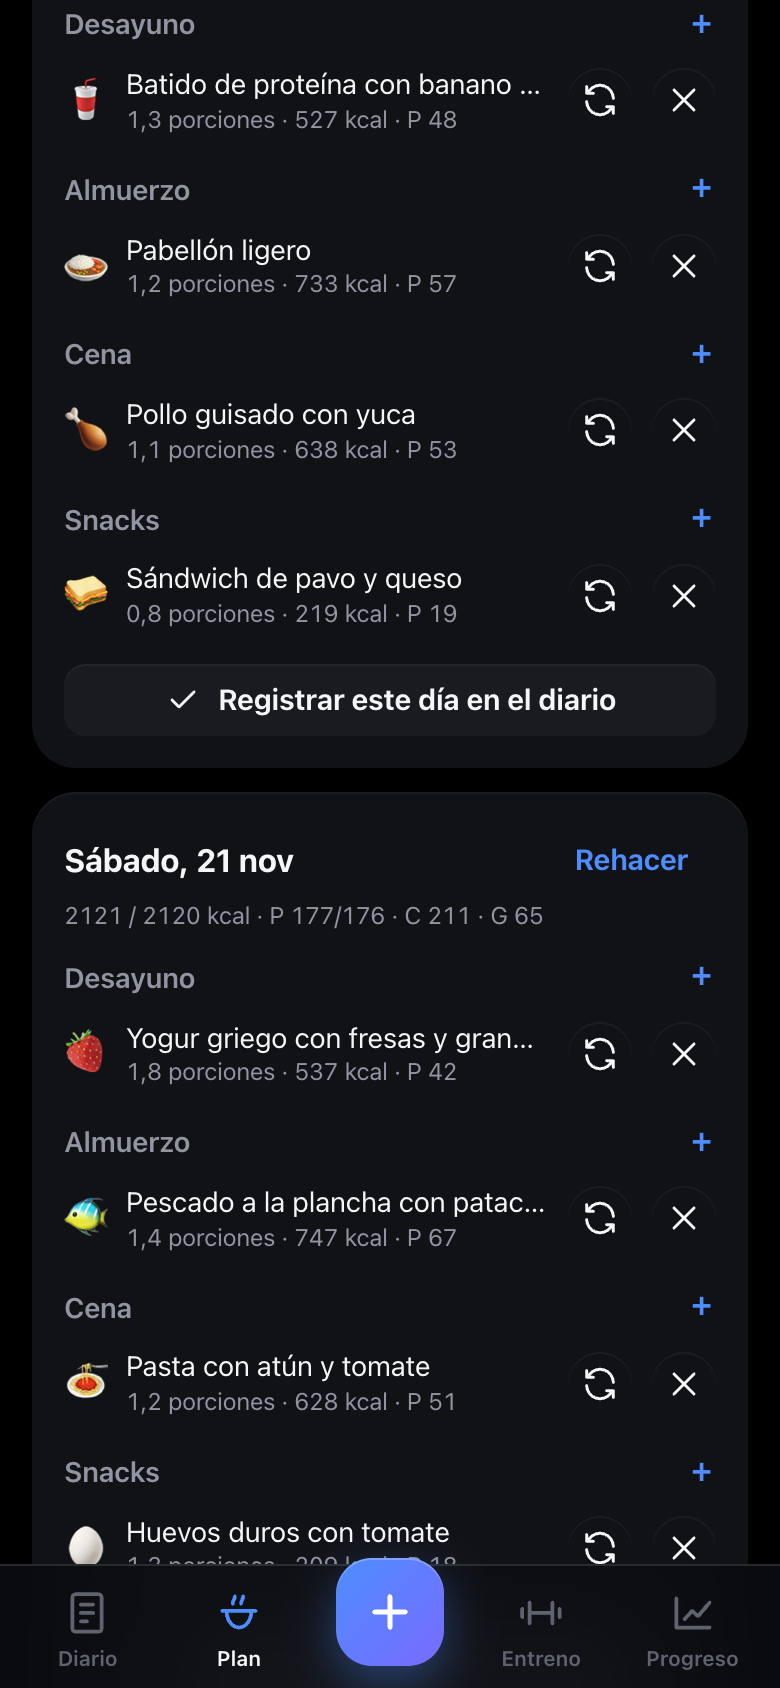 Desayuno +
Batido de proteína con banano ...
1,3 porciones · 527 kcal · P 48
Almuerzo +
Pabellón ligero
1,2 porciones · 733 kcal · P 57
Cena +
Pollo guisado con yuca
1,1 porciones · 638 kcal · P 53
Snacks +
Sándwich de pavo y queso
0,8 porciones · 219 kcal · P 19
Registrar este día en el diario
Sábado, 21 nov Rehacer
2121 / 2120 kcal · P 177/176 · C 211 · G 65
Desayuno +
Yogur griego con fresas y gran...
1,8 porciones · 537 kcal · P 42
Almuerzo +
Pescado a la plancha con patac...
1,4 porciones · 747 kcal · P 67
Cena +
Pasta con atún y tomate
1,2 porciones · 628 kcal · P 51
Snacks +
Huevos duros con tomate
Diario Plan Entreno Progreso